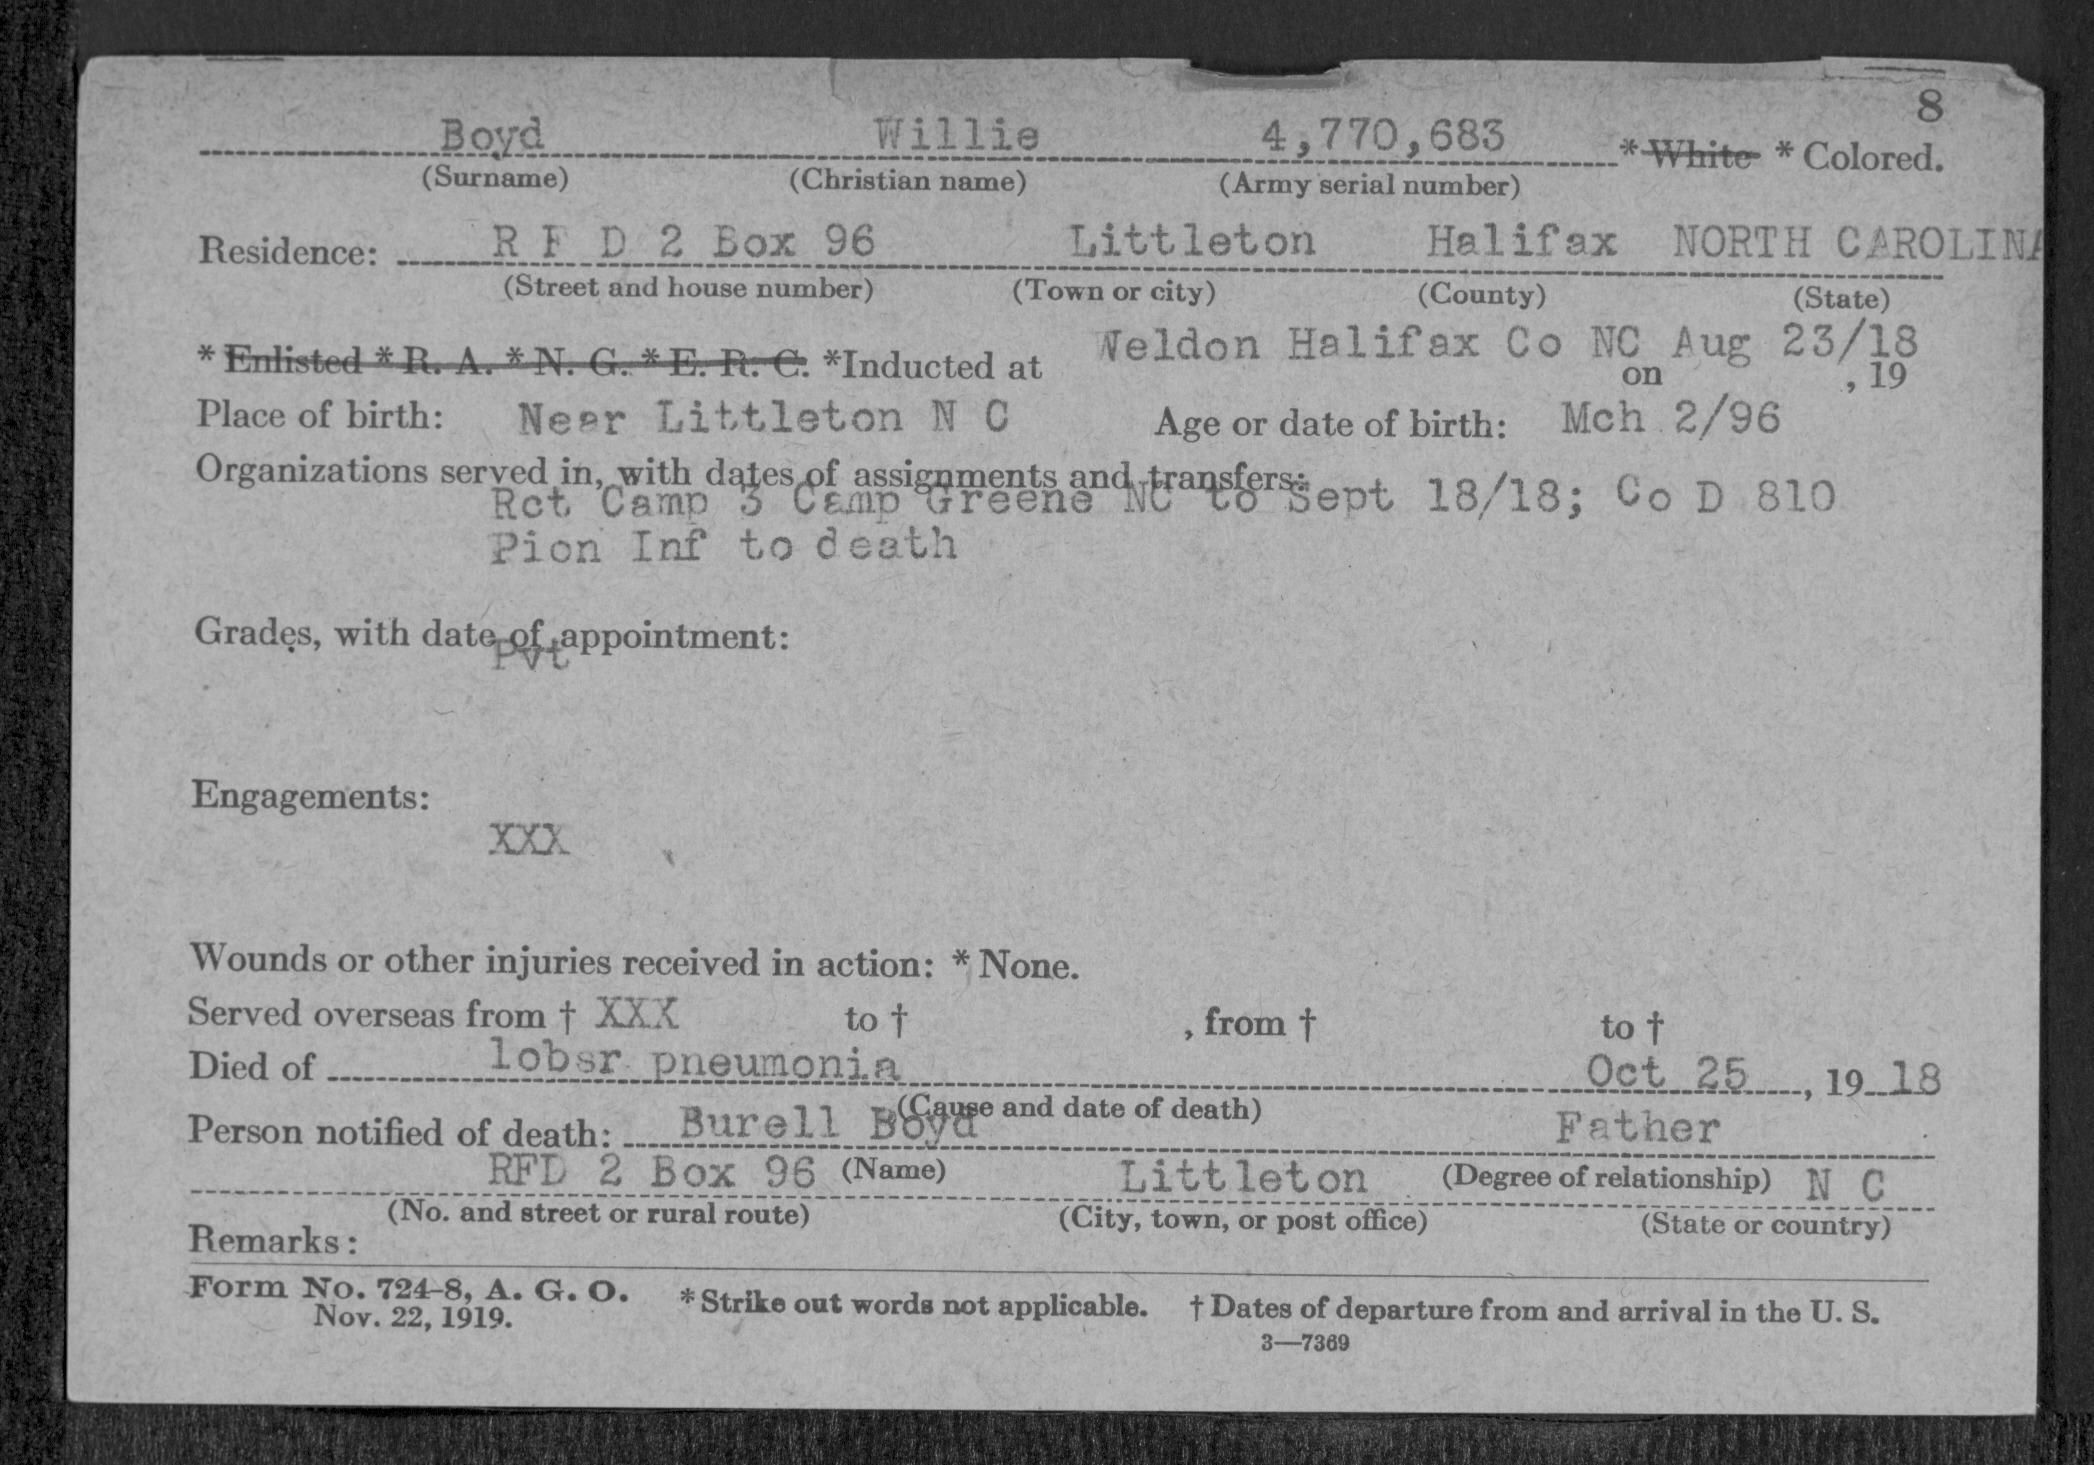 8
Boyd Willie 4,770,683 * White * Colored.
(Surname) (Christian name) (Army serial number)
Residence: R F D 2 Box 96 Littleton Halifax NORTH CAROLINA
(Street and house number) (Town or city) (County) (State)
* Enlisted * R. A. * N. G. * E. R. C. *Inducted at Weldon Halifax Co NC Aug 23/18
on , 19
Place of birth: Near Littleton N C Age or date of birth: Mch 2/96
Organizations served in, with dates of assignments and transfers:
Rct Camp 3 Camp Greene NC to Sept 18/18; Co D 810
Pion Inf to death
Grades, with date of appointment:
Pvt
Engagements:
XXX
Wounds or other injuries received in action: * None.
Served overseas from † XXX to † , from † to †
Died of lobar pneumonia Oct 25 , 19 18
(Cause and date of death)
Person notified of death: Burell Boyd Father
(Name) (Degree of relationship)
RFD 2 Box 96 Littleton N C
(No. and street or rural route) (City, town, or post office) (State or country)
Remarks:
Form No. 724-8, A. G. O. * Strike out words not applicable. † Dates of departure from and arrival in the U. S.
Nov. 22, 1919.
3—7369